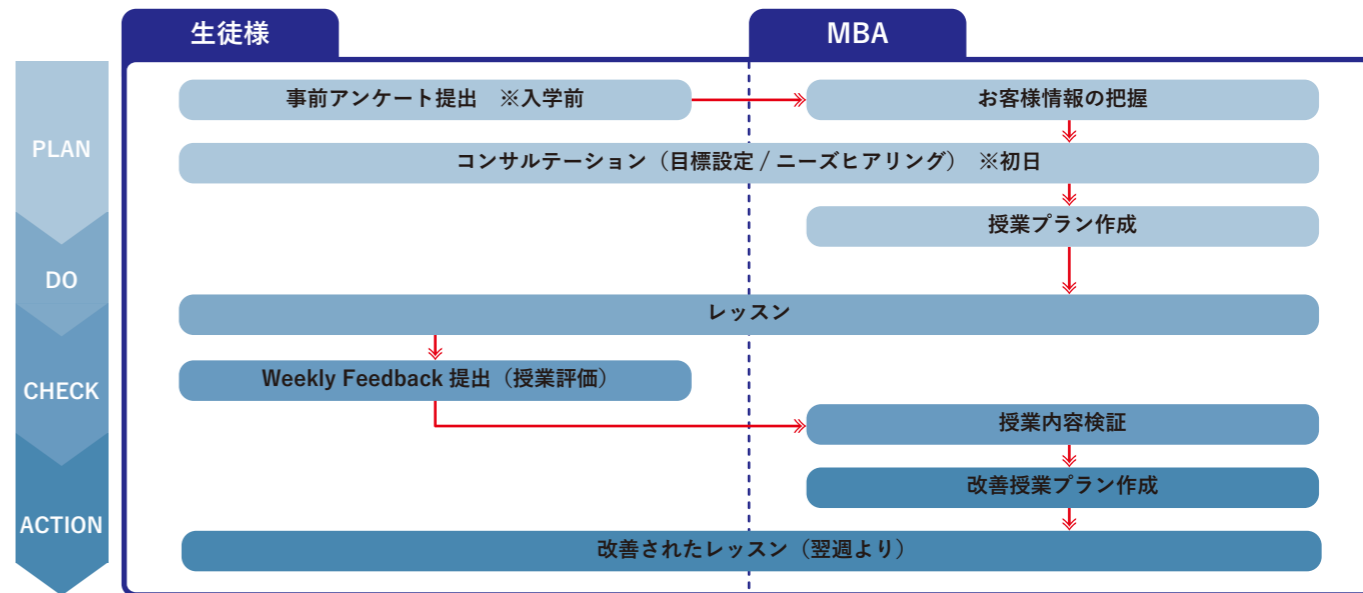 生徒様
MBA
PLAN
事前アンケート提出　※入学前
お客様情報の把握
コンサルテーション（目標設定 / ニーズヒアリング）　※初日
授業プラン作成
DO
レッスン
CHECK
Weekly Feedback 提出（授業評価）
授業内容検証
ACTION
改善授業プラン作成
改善されたレッスン（翌週より）